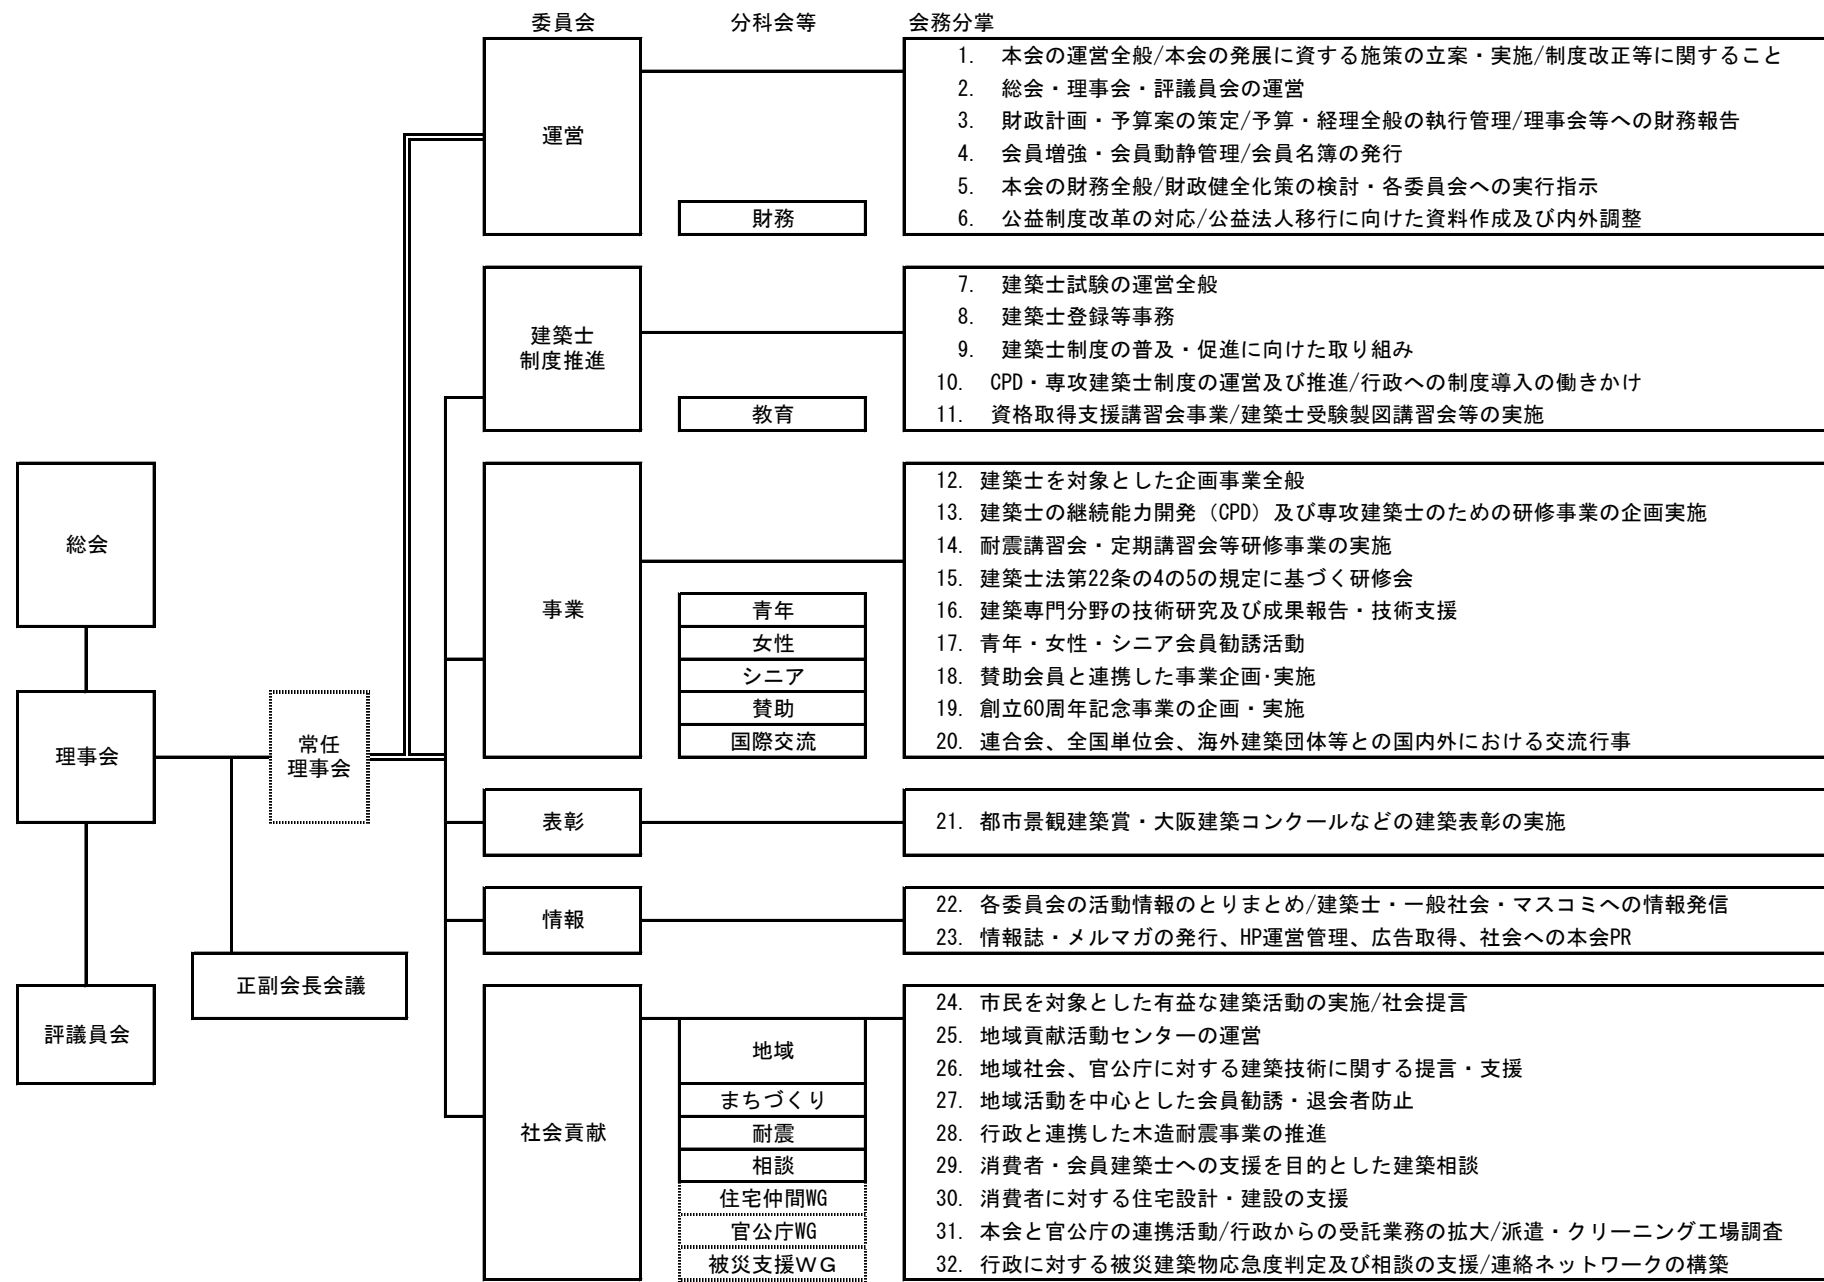 委員会 分科会等 会務分掌
運営
財務
1. 本会の運営全般/本会の発展に資する施策の立案・実施/制度改正等に関すること
2. 総会・理事会・評議員会の運営
3. 財政計画・予算案の策定/予算・経理全般の執行管理/理事会等への財務報告
4. 会員増強・会員動静管理/会員名簿の発行
5. 本会の財務全般/財政健全化策の検討・各委員会への実行指示
6. 公益制度改革の対応/公益法人移行に向けた資料作成及び内外調整
建築士
制度推進
教育
7. 建築士試験の運営全般
8. 建築士登録等事務
9. 建築士制度の普及・促進に向けた取り組み
10. CPD・専攻建築士制度の運営及び推進/行政への制度導入の働きかけ
11. 資格取得支援講習会事業/建築士受験製図講習会等の実施
総会
理事会
評議員会
常任
理事会
正副会長会議
事業
青年
女性
シニア
賛助
国際交流
12. 建築士を対象とした企画事業全般
13. 建築士の継続能力開発（CPD）及び専攻建築士のための研修事業の企画実施
14. 耐震講習会・定期講習会等研修事業の実施
15. 建築士法第22条の4の5の規定に基づく研修会
16. 建築専門分野の技術研究及び成果報告・技術支援
17. 青年・女性・シニア会員勧誘活動
18. 賛助会員と連携した事業企画･実施
19. 創立60周年記念事業の企画・実施
20. 連合会、全国単位会、海外建築団体等との国内外における交流行事
表彰
21. 都市景観建築賞・大阪建築コンクールなどの建築表彰の実施
情報
22. 各委員会の活動情報のとりまとめ/建築士・一般社会・マスコミへの情報発信
23. 情報誌・メルマガの発行、HP運営管理、広告取得、社会への本会PR
社会貢献
地域
まちづくり
耐震
相談
住宅仲間WG
官公庁WG
被災支援ＷＧ
24. 市民を対象とした有益な建築活動の実施/社会提言
25. 地域貢献活動センターの運営
26. 地域社会、官公庁に対する建築技術に関する提言・支援
27. 地域活動を中心とした会員勧誘・退会者防止
28. 行政と連携した木造耐震事業の推進
29. 消費者・会員建築士への支援を目的とした建築相談
30. 消費者に対する住宅設計・建設の支援
31. 本会と官公庁の連携活動/行政からの受託業務の拡大/派遣・クリーニング工場調査
32. 行政に対する被災建築物応急度判定及び相談の支援/連絡ネットワークの構築